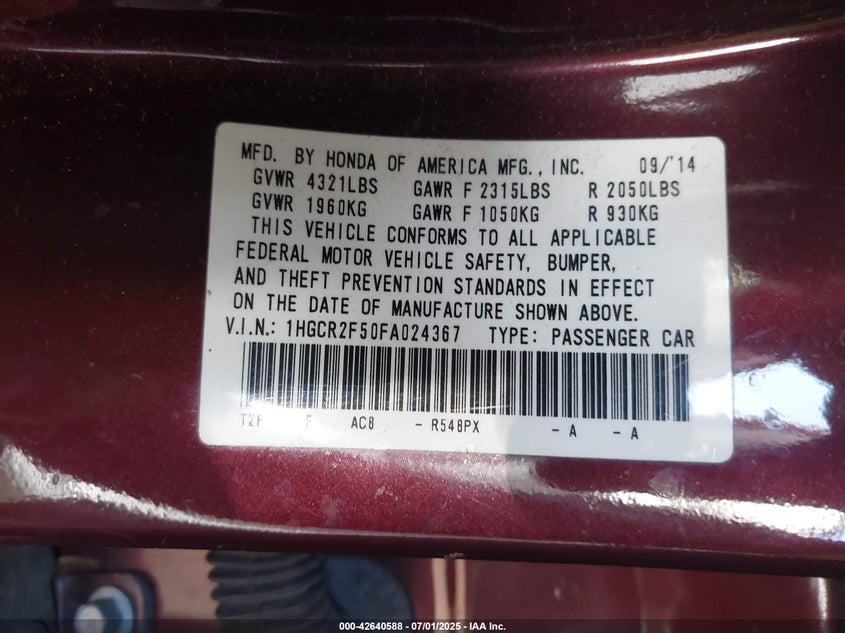 MFD. BY HONDA OF AMERICA MFG., INC. 09/'14
GVWR 4321LBS GAWR F 2315LBS R 2050LBS
GVWR 1960KG GAWR F 1050KG R 930KG
THIS VEHICLE CONFORMS TO ALL APPLICABLE
FEDERAL MOTOR VEHICLE SAFETY, BUMPER,
AND THEFT PREVENTION STANDARDS IN EFFECT
ON THE DATE OF MANUFACTURE SHOWN ABOVE.
V.I.N.: 1HGCR2F50FA024367 TYPE: PASSENGER CAR
F AC8 - R548PX - A - A
000-42640588 - 07/01/2025 - IAA Inc.